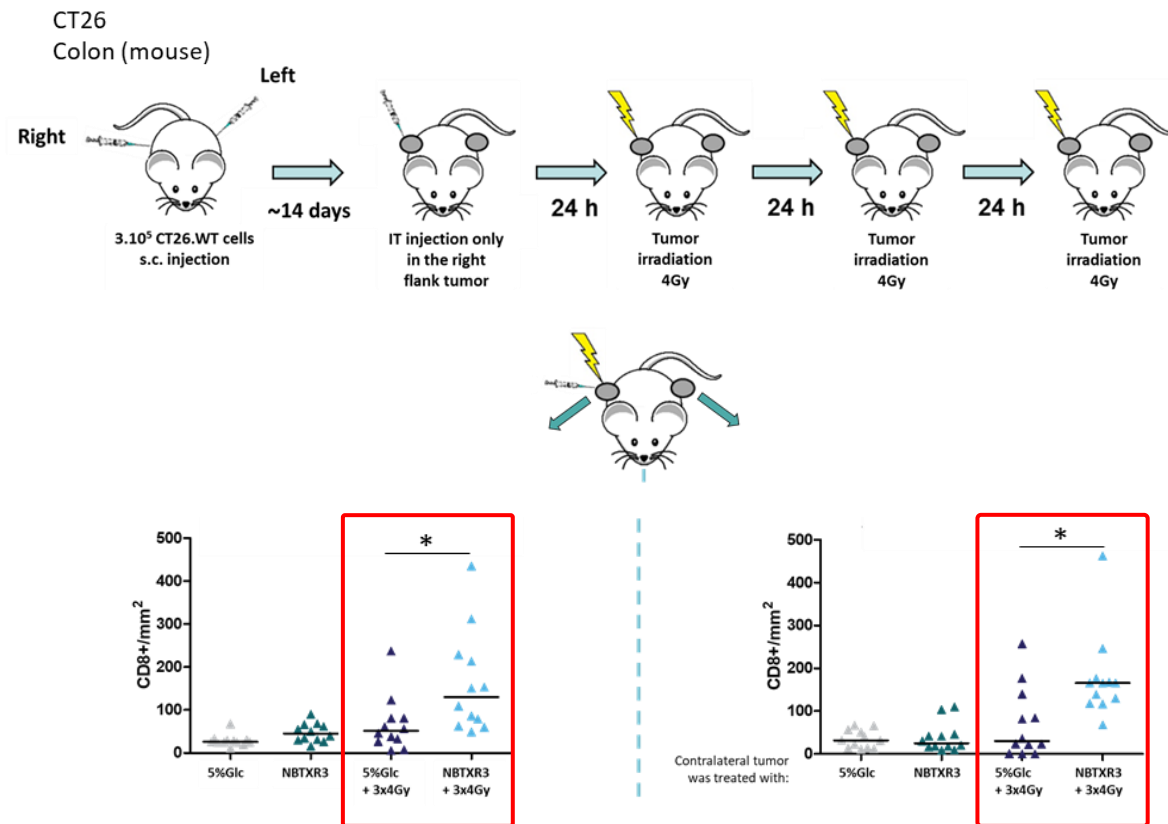 CT26
Colon (mouse)
Left
Right
~14 days
24 h
24 h
24 h
3.10⁵ CT26.WT cells
s.c. injection
IT injection only
in the right
flank tumor
Tumor
irradiation
4Gy
Tumor
irradiation
4Gy
Tumor
irradiation
4Gy
CD8+/mm²
500
400
300
200
100
0
*
5%Glc
NBTXR3
5%Glc
+ 3x4Gy
NBTXR3
+ 3x4Gy
Contralateral tumor
was treated with:
CD8+/mm²
500
400
300
200
100
0
*
5%Glc
NBTXR3
5%Glc
+ 3x4Gy
NBTXR3
+ 3x4Gy